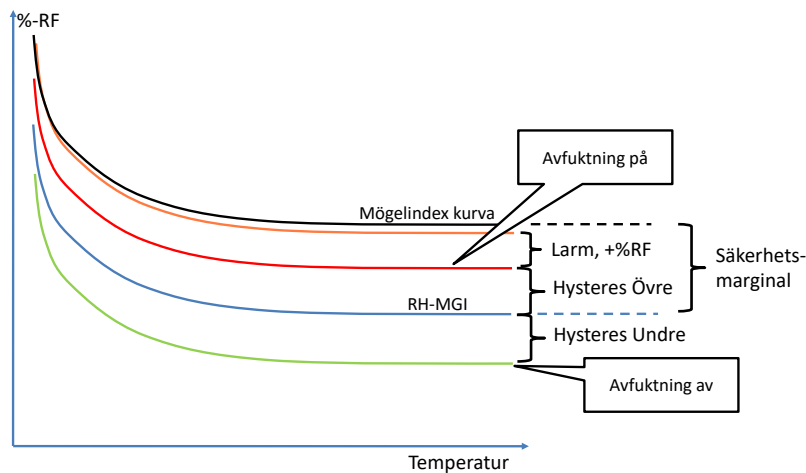 %-RF
Avfuktning på
Mögelindex kurva
Larm, +%RF
Säkerhets-
marginal
Hysteres Övre
RH-MGI
Hysteres Undre
Avfuktning av
Temperatur